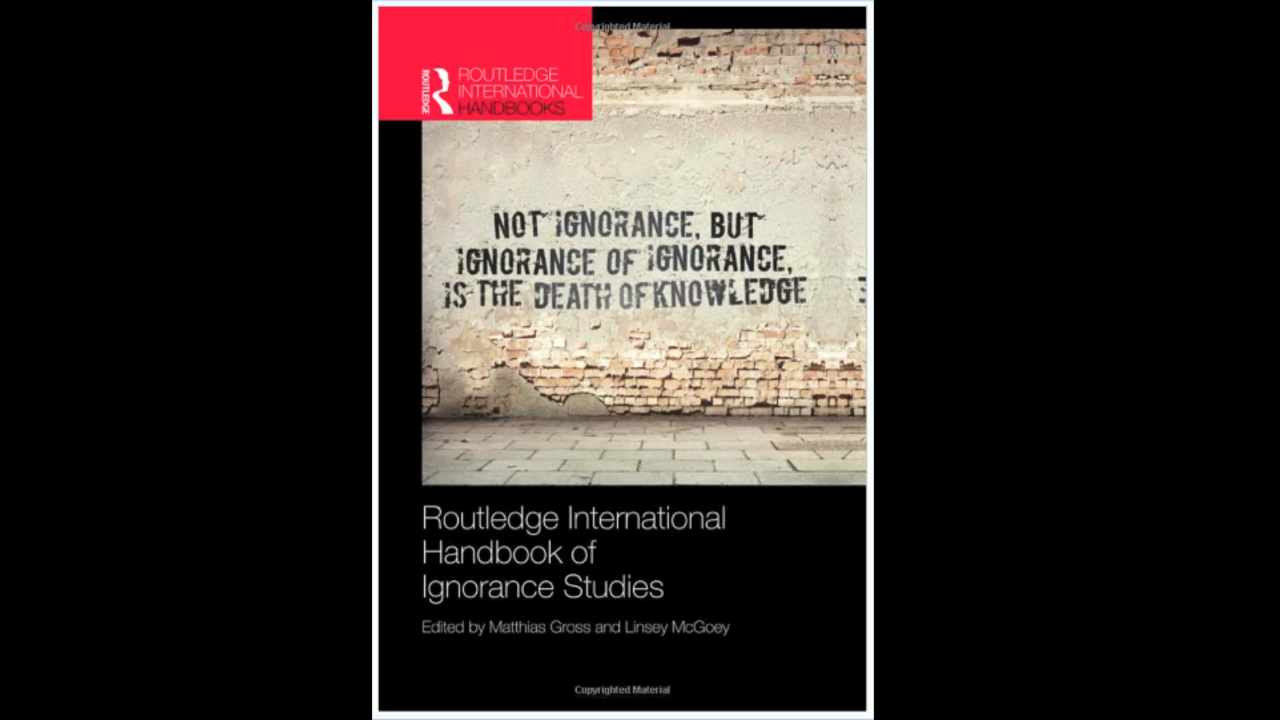 Copyrighted Material
ROUTLEDGE
ROUTLEDGE
INTERNATIONAL
HANDBOOKS
NOT IGNORANCE, BUT
IGNORANCE OF IGNORANCE,
IS THE DEATH OF KNOWLEDGE
Routledge International
Handbook of
Ignorance Studies
Edited by Matthias Gross and Linsey McGoey
Copyrighted Material